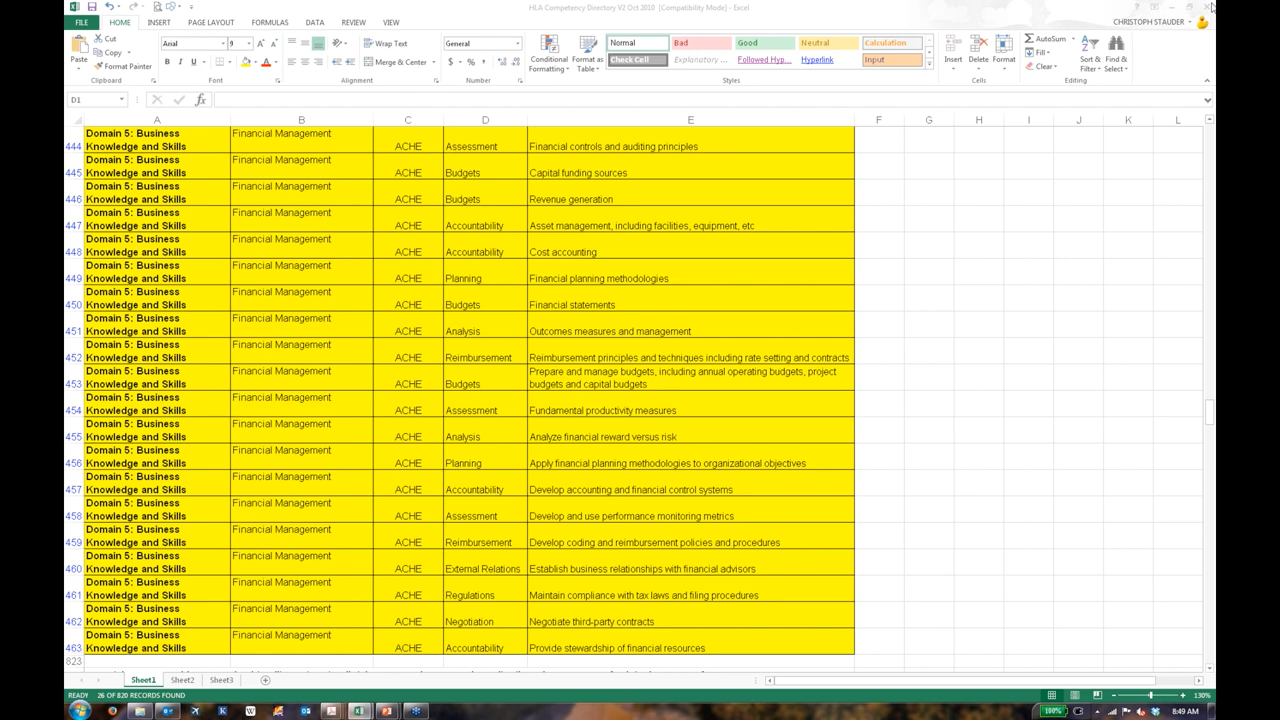 HLA Competency Directory V2 Oct 2010 [Compatibility Mode] - Excel
FILE HOME INSERT PAGE LAYOUT FORMULAS DATA REVIEW VIEW CHRISTOPH STAUDER
Paste Cut Copy Format Painter Clipboard
Arial 9 B I U Font
Wrap Text Merge & Center Alignment
General $ % , Number
Conditional Formatting Format as Table
Normal Bad Good Neutral Calculation
Check Cell Explanatory ... Followed Hyp... Hyperlink Input
Styles
Insert Delete Format Cells
AutoSum Fill Clear Sort & Filter Find & Select Editing
D1 fx
A B C D E F G H I J K L
444 Domain 5: Business Knowledge and Skills Financial Management ACHE Assessment Financial controls and auditing principles
445 Domain 5: Business Knowledge and Skills Financial Management ACHE Budgets Capital funding sources
446 Domain 5: Business Knowledge and Skills Financial Management ACHE Budgets Revenue generation
447 Domain 5: Business Knowledge and Skills Financial Management ACHE Accountability Asset management, including facilities, equipment, etc
448 Domain 5: Business Knowledge and Skills Financial Management ACHE Accountability Cost accounting
449 Domain 5: Business Knowledge and Skills Financial Management ACHE Planning Financial planning methodologies
450 Domain 5: Business Knowledge and Skills Financial Management ACHE Budgets Financial statements
451 Domain 5: Business Knowledge and Skills Financial Management ACHE Analysis Outcomes measures and management
452 Domain 5: Business Knowledge and Skills Financial Management ACHE Reimbursement Reimbursement principles and techniques including rate setting and contracts
453 Domain 5: Business Knowledge and Skills Financial Management ACHE Budgets Prepare and manage budgets, including annual operating budgets, project budgets and capital budgets
454 Domain 5: Business Knowledge and Skills Financial Management ACHE Assessment Fundamental productivity measures
455 Domain 5: Business Knowledge and Skills Financial Management ACHE Analysis Analyze financial reward versus risk
456 Domain 5: Business Knowledge and Skills Financial Management ACHE Planning Apply financial planning methodologies to organizational objectives
457 Domain 5: Business Knowledge and Skills Financial Management ACHE Accountability Develop accounting and financial control systems
458 Domain 5: Business Knowledge and Skills Financial Management ACHE Assessment Develop and use performance monitoring metrics
459 Domain 5: Business Knowledge and Skills Financial Management ACHE Reimbursement Develop coding and reimbursement policies and procedures
460 Domain 5: Business Knowledge and Skills Financial Management ACHE External Relations Establish business relationships with financial advisors
461 Domain 5: Business Knowledge and Skills Financial Management ACHE Regulations Maintain compliance with tax laws and filing procedures
462 Domain 5: Business Knowledge and Skills Financial Management ACHE Negotiation Negotiate third-party contracts
463 Domain 5: Business Knowledge and Skills Financial Management ACHE Accountability Provide stewardship of financial resources
823
Sheet1 Sheet2 Sheet3
READY 26 OF 820 RECORDS FOUND 130%
100% 8:49 AM